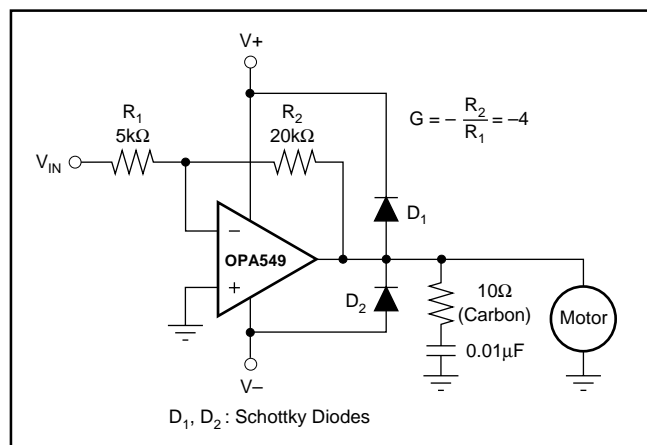 V+
R1
5kΩ
R2
20kΩ
G = – R2/R1 = –4
VIN
D1
–
+
OPA549
D2
10Ω
(Carbon)
0.01µF
Motor
V–
D1, D2 : Schottky Diodes